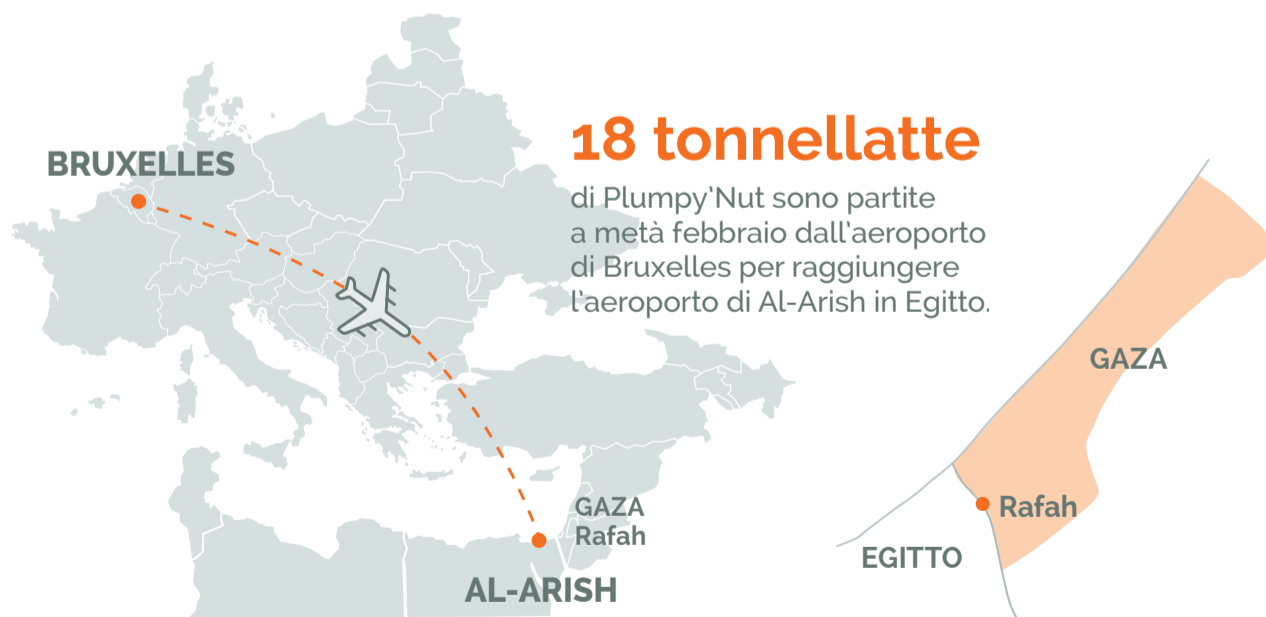 BRUXELLES
18 tonnellatte
di Plumpy'Nut sono partite
a metà febbraio dall'aeroporto
di Bruxelles per raggiungere
l'aeroporto di Al-Arish in Egitto.
GAZA
Rafah
AL-ARISH
GAZA
Rafah
EGITTO